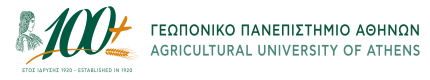 100+
ΓΕΩΠΟΝΙΚΟ ΠΑΝΕΠΙΣΤΗΜΙΟ ΑΘΗΝΩΝ
AGRICULTURAL UNIVERSITY OF ATHENS
ΕΤΟΣ ΙΔΡΥΣΗΣ 1920 - ESTABLISHED IN 1920